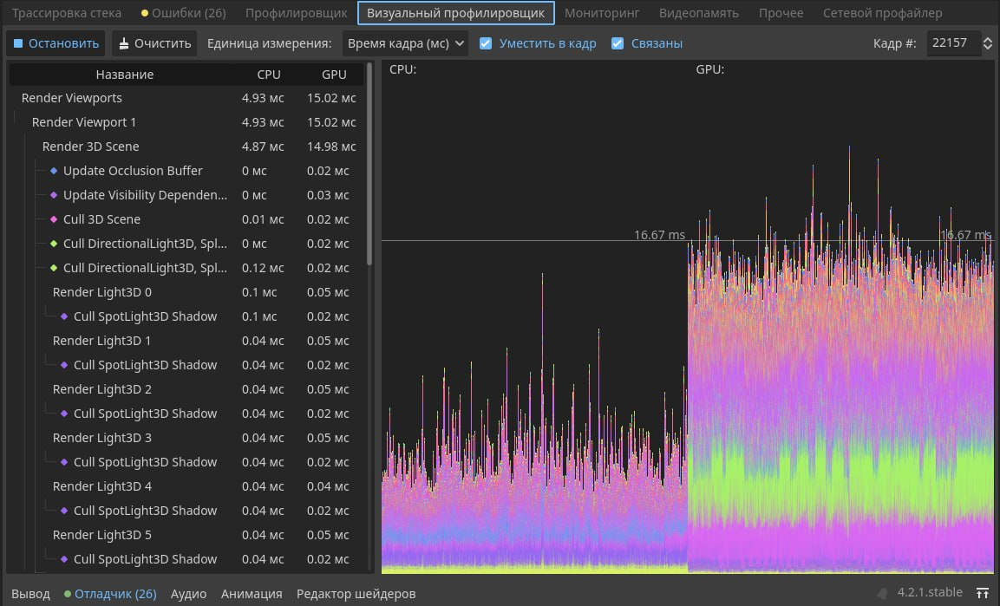 Трассировка стека Ошибки (26) Профилировщик Визуальный профилировщик Мониторинг Видеопамять Прочее Сетевой профайлер
Остановить Очистить Единица измерения: Время кадра (мс) Уместить в кадр Связаны Кадр #: 22157
Название CPU GPU
Render Viewports 4.93 мс 15.02 мс
Render Viewport 1 4.93 мс 15.02 мс
Render 3D Scene 4.87 мс 14.98 мс
Update Occlusion Buffer 0 мс 0.02 мс
Update Visibility Dependen... 0 мс 0.03 мс
Cull 3D Scene 0.01 мс 0.02 мс
Cull DirectionalLight3D, Spl... 0 мс 0.02 мс
Cull DirectionalLight3D, Spl... 0.12 мс 0.02 мс
Render Light3D 0 0.1 мс 0.05 мс
Cull SpotLight3D Shadow 0.1 мс 0.02 мс
Render Light3D 1 0.04 мс 0.05 мс
Cull SpotLight3D Shadow 0.04 мс 0.02 мс
Render Light3D 2 0.04 мс 0.05 мс
Cull SpotLight3D Shadow 0.04 мс 0.02 мс
Render Light3D 3 0.04 мс 0.05 мс
Cull SpotLight3D Shadow 0.04 мс 0.02 мс
Render Light3D 4 0.04 мс 0.04 мс
Cull SpotLight3D Shadow 0.04 мс 0.02 мс
Render Light3D 5 0.04 мс 0.05 мс
Cull SpotLight3D Shadow 0.04 мс 0.02 мс
CPU: GPU:
16.67 ms 16.67 ms
Вывод Отладчик (26) Аудио Анимация Редактор шейдеров 4.2.1.stable